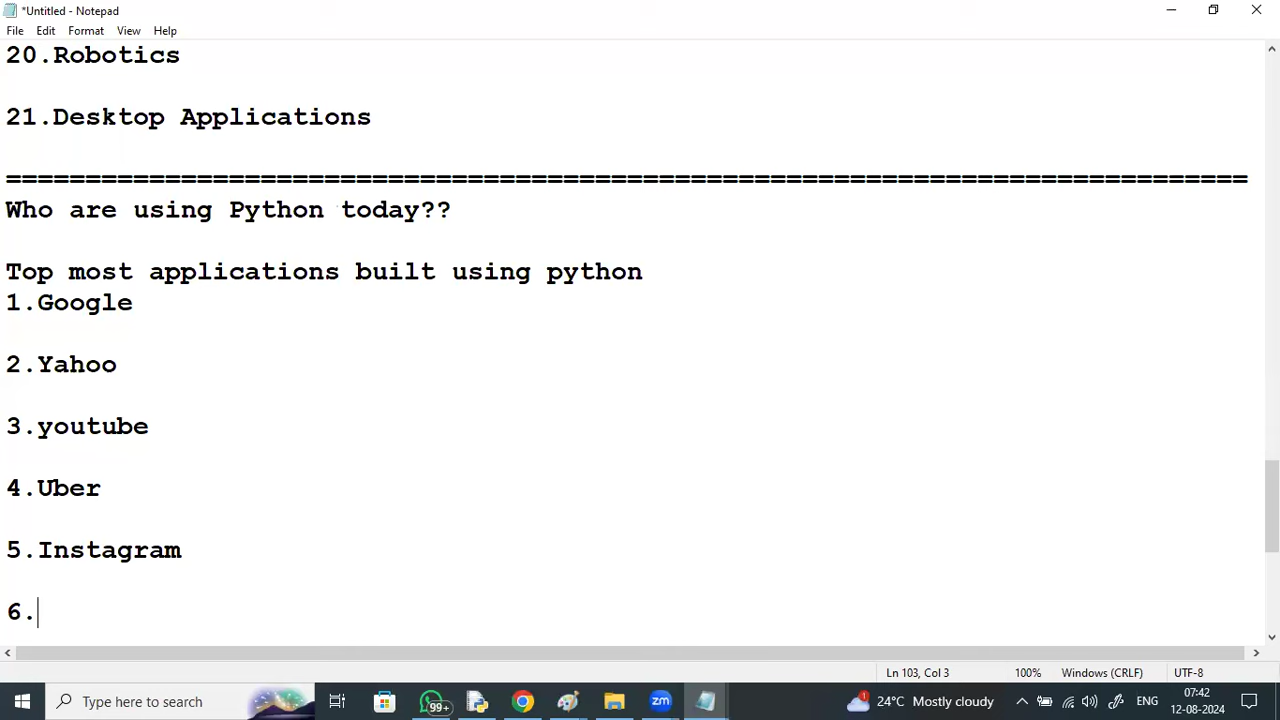 *Untitled - Notepad
File Edit Format View Help
20.Robotics
21.Desktop Applications
===============================================================================
Who are using Python today??
Top most applications built using python
1.Google
2.Yahoo
3.youtube
4.Uber
5.Instagram
6.
Ln 103, Col 3 100% Windows (CRLF) UTF-8
Type here to search 99+ zm 1 24°C Mostly cloudy ENG 07:42
12-08-2024